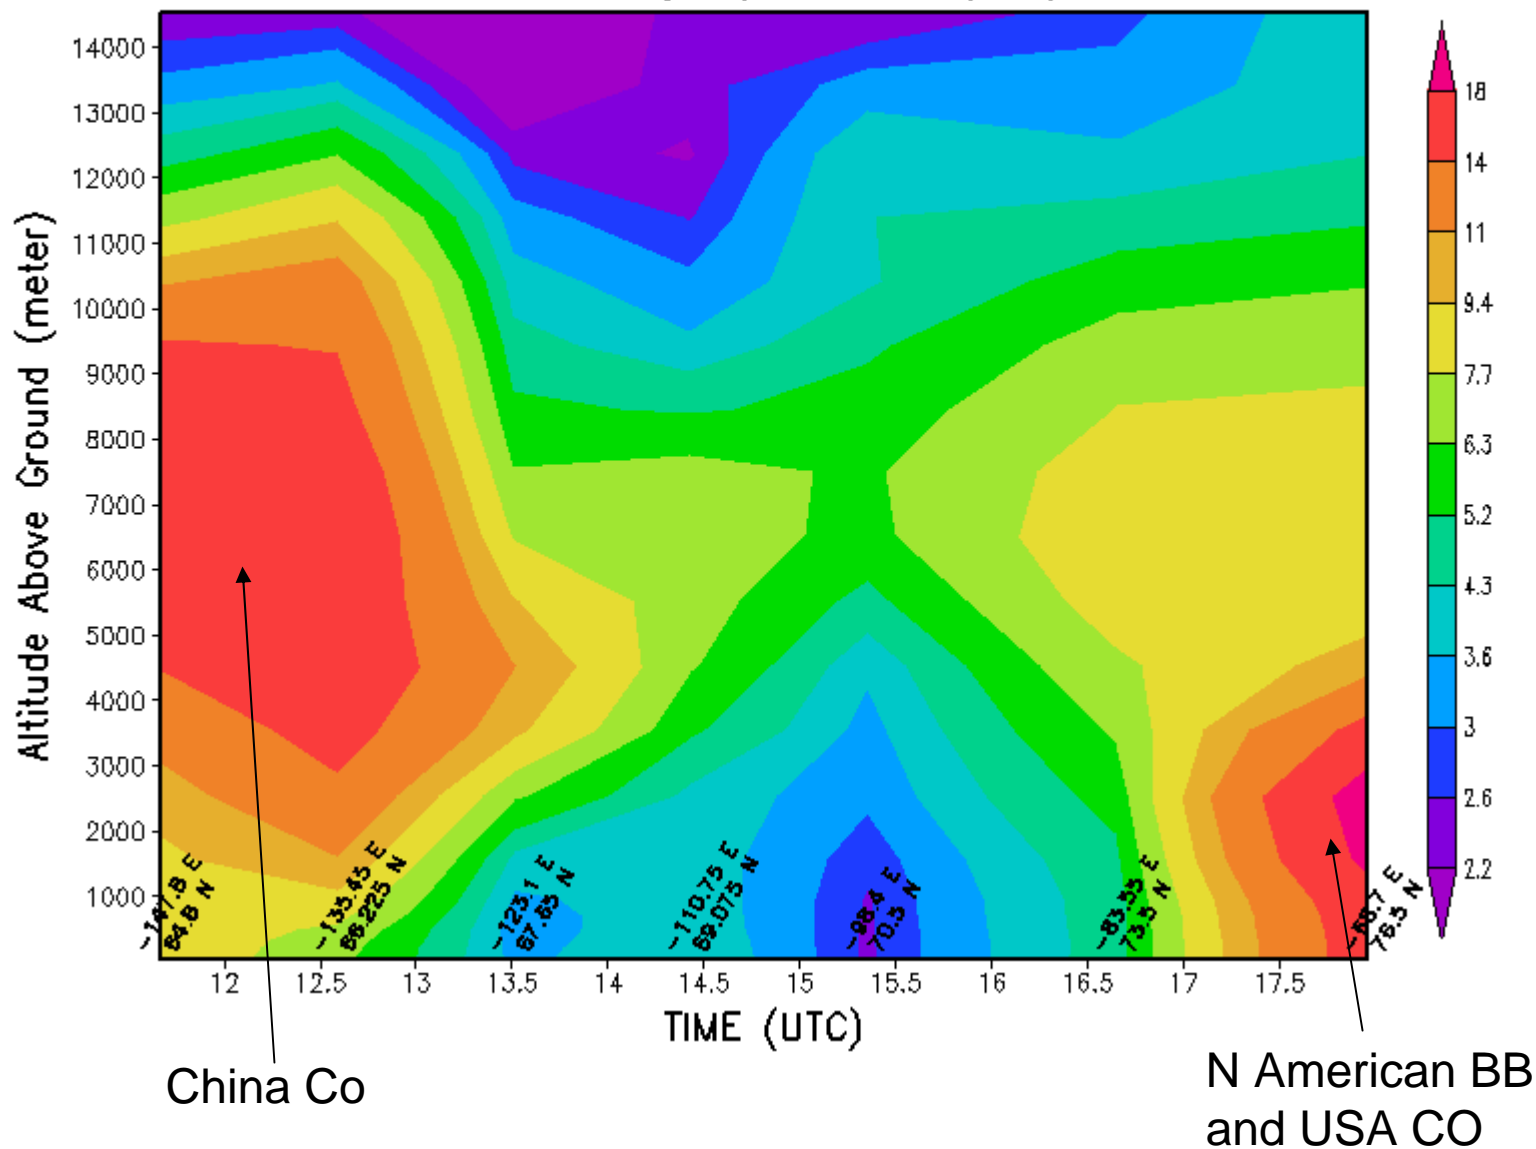 14000
13000
12000
11000
10000
9000
8000
7000
6000
5000
4000
3000
2000
1000
Altitude Above Ground (meter)
18
14
11
9.4
7.7
6.3
5.2
4.3
3.6
3
2.6
2.2
-147.8 E
64.8 N
-135.45 E
66.225 N
-123.1 E
67.65 N
-110.75 E
69.075 N
-98.4 E
70.5 N
-83.55 E
73.5 N
-68.7 E
76.5 N
12 12.5 13 13.5 14 14.5 15 15.5 16 16.5 17 17.5
TIME (UTC)
China Co
N American BB
and USA CO